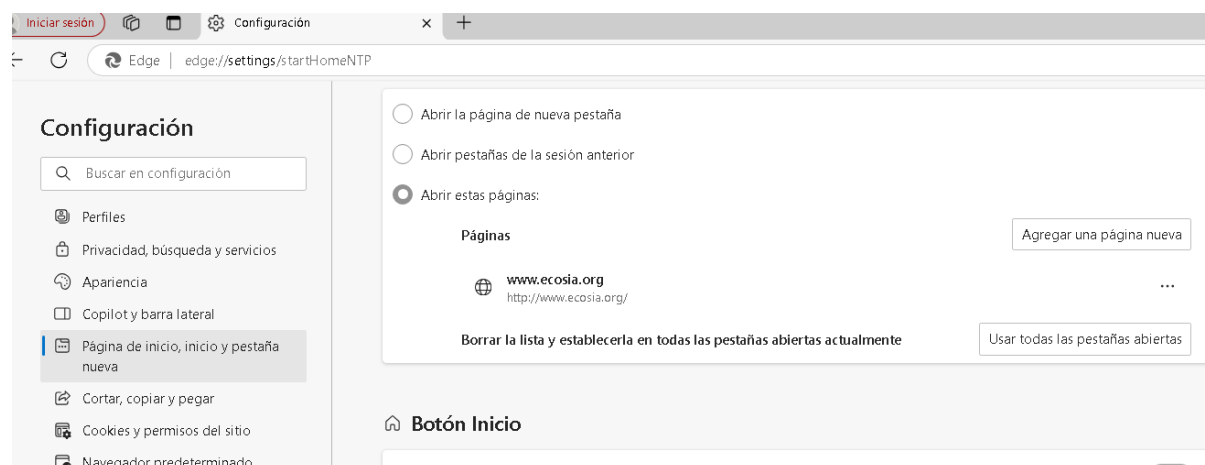 Iniciar sesión
Configuración
Edge | edge://settings/startHomeNTP
Configuración
Buscar en configuración
Perfiles
Privacidad, búsqueda y servicios
Apariencia
Copilot y barra lateral
Página de inicio, inicio y pestaña
nueva
Cortar, copiar y pegar
Cookies y permisos del sitio
Navegador predeterminado
Abrir la página de nueva pestaña
Abrir pestañas de la sesión anterior
Abrir estas páginas:
Páginas
Agregar una página nueva
www.ecosia.org
http://www.ecosia.org/
Borrar la lista y establecerla en todas las pestañas abiertas actualmente
Usar todas las pestañas abiertas
Botón Inicio